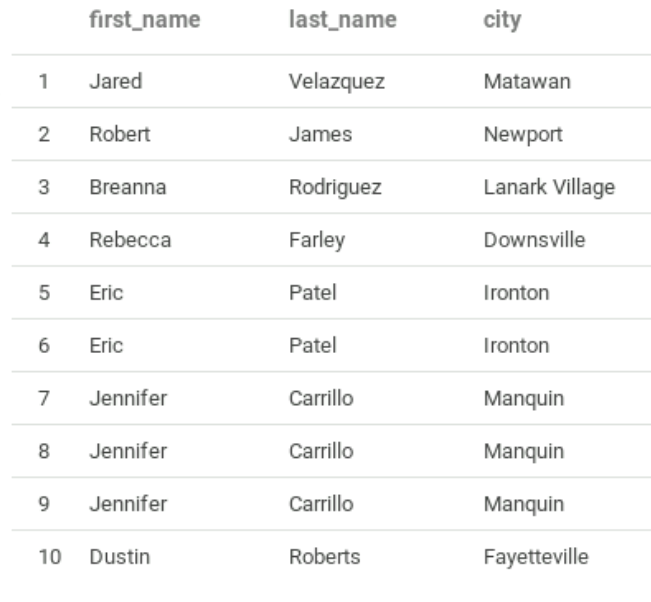 first_name last_name city
1 Jared Velazquez Matawan
2 Robert James Newport
3 Breanna Rodriguez Lanark Village
4 Rebecca Farley Downsville
5 Eric Patel Ironton
6 Eric Patel Ironton
7 Jennifer Carrillo Manquin
8 Jennifer Carrillo Manquin
9 Jennifer Carrillo Manquin
10 Dustin Roberts Fayetteville